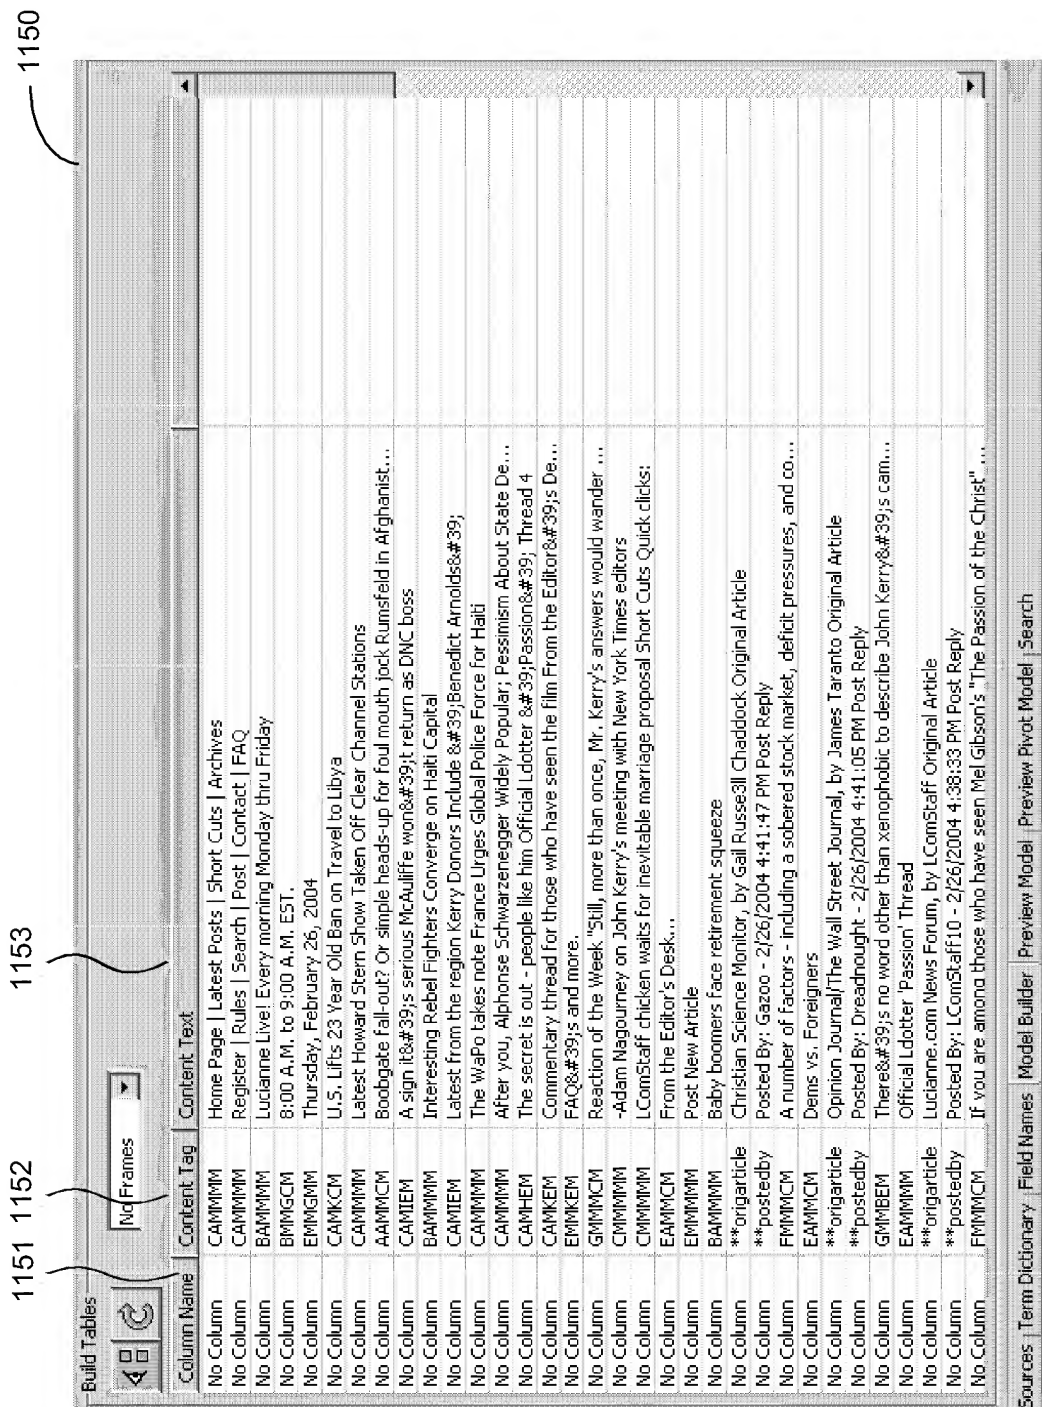 1150
1151 1152 1153
Build Tables
No Frames
Column Name Content Tag Content Text
No Column CAMMMM Home Page | Latest Posts | Short Cuts | Archives
No Column CAMMMM Register | Rules | Search | Post | Contact | FAQ
No Column BAMMMM Lucianne Live! Every morning Monday thru Friday
No Column BMMGCM 8:00 A.M. to 9:00 A.M. EST.
No Column EMMGMM Thursday, February 26, 2004
No Column CAMKCM U.S. Lifts 23 Year Old Ban on Travel to Libya
No Column CAMMMM Latest Howard Stern Show Taken Off Clear Channel Stations
No Column AAMMCM Boobgate fall-out? Or simple heads-up for foul mouth jock Rumsfeld in Afghanist...
No Column CAMIEM A sign it&#39;s serious McAuliffe won&#39;t return as DNC boss
No Column BAMMMM Interesting Rebel Fighters Converge on Haiti Capital
No Column CAMIEM Latest from the region Kerry Donors Include &#39;Benedict Arnolds&#39;
No Column CAMMMM The WaPo takes note France Urges Global Police Force for Haiti
No Column CAMMMM After you, Alphonse Schwarzenegger Widely Popular; Pessimism About State De...
No Column CAMHEM The secret is out - people like him Official Ldotter &#39;Passion&#39; Thread 4
No Column CAMKEM Commentary thread for those who have seen the film From the Editor&#39;s De...
No Column EMMKEM FAQ&#39;s and more.
No Column GMMMCM Reaction of the Week "Still, more than once, Mr. Kerry's answers would wander ...
No Column CMMMMM -Adam Nagourney on John Kerry's meeting with New York Times editors
No Column CMMMMM LComStaff chicken waits for inevitable marriage proposal Short Cuts Quick clicks:
No Column EAMMCM From the Editor's Desk...
No Column EMMMMM Post New Article
No Column BAMMMM Baby boomers face retirement squeeze
No Column **origarticle Christian Science Monitor, by Gail Russe3ll Chaddock Original Article
No Column **postedby Posted By: Gazoo - 2/26/2004 4:41:47 PM Post Reply
No Column FMMMCM A number of factors - including a sobered stock market, deficit pressures, and co...
No Column EAMMCM Dems vs. Foreigners
No Column **origarticle Opinion Journal/The Wall Street Journal, by James Taranto Original Article
No Column **postedby Posted By: Dreadnought - 2/26/2004 4:41:05 PM Post Reply
No Column GMMBEM There&#39;s no word other than xenophobic to describe John Kerry&#39;s cam...
No Column EAMMMM Official Ldotter 'Passion' Thread
No Column **origarticle Lucianne.com News Forum, by LComStaff Original Article
No Column **postedby Posted By: LComStaff10 - 2/26/2004 4:38:33 PM Post Reply
No Column FMMMCM If you are among those who have seen Mel Gibson's "The Passion of the Christ" ...
Sources Term Dictionary Field Names Model Builder Preview Model Preview Pivot Model Search